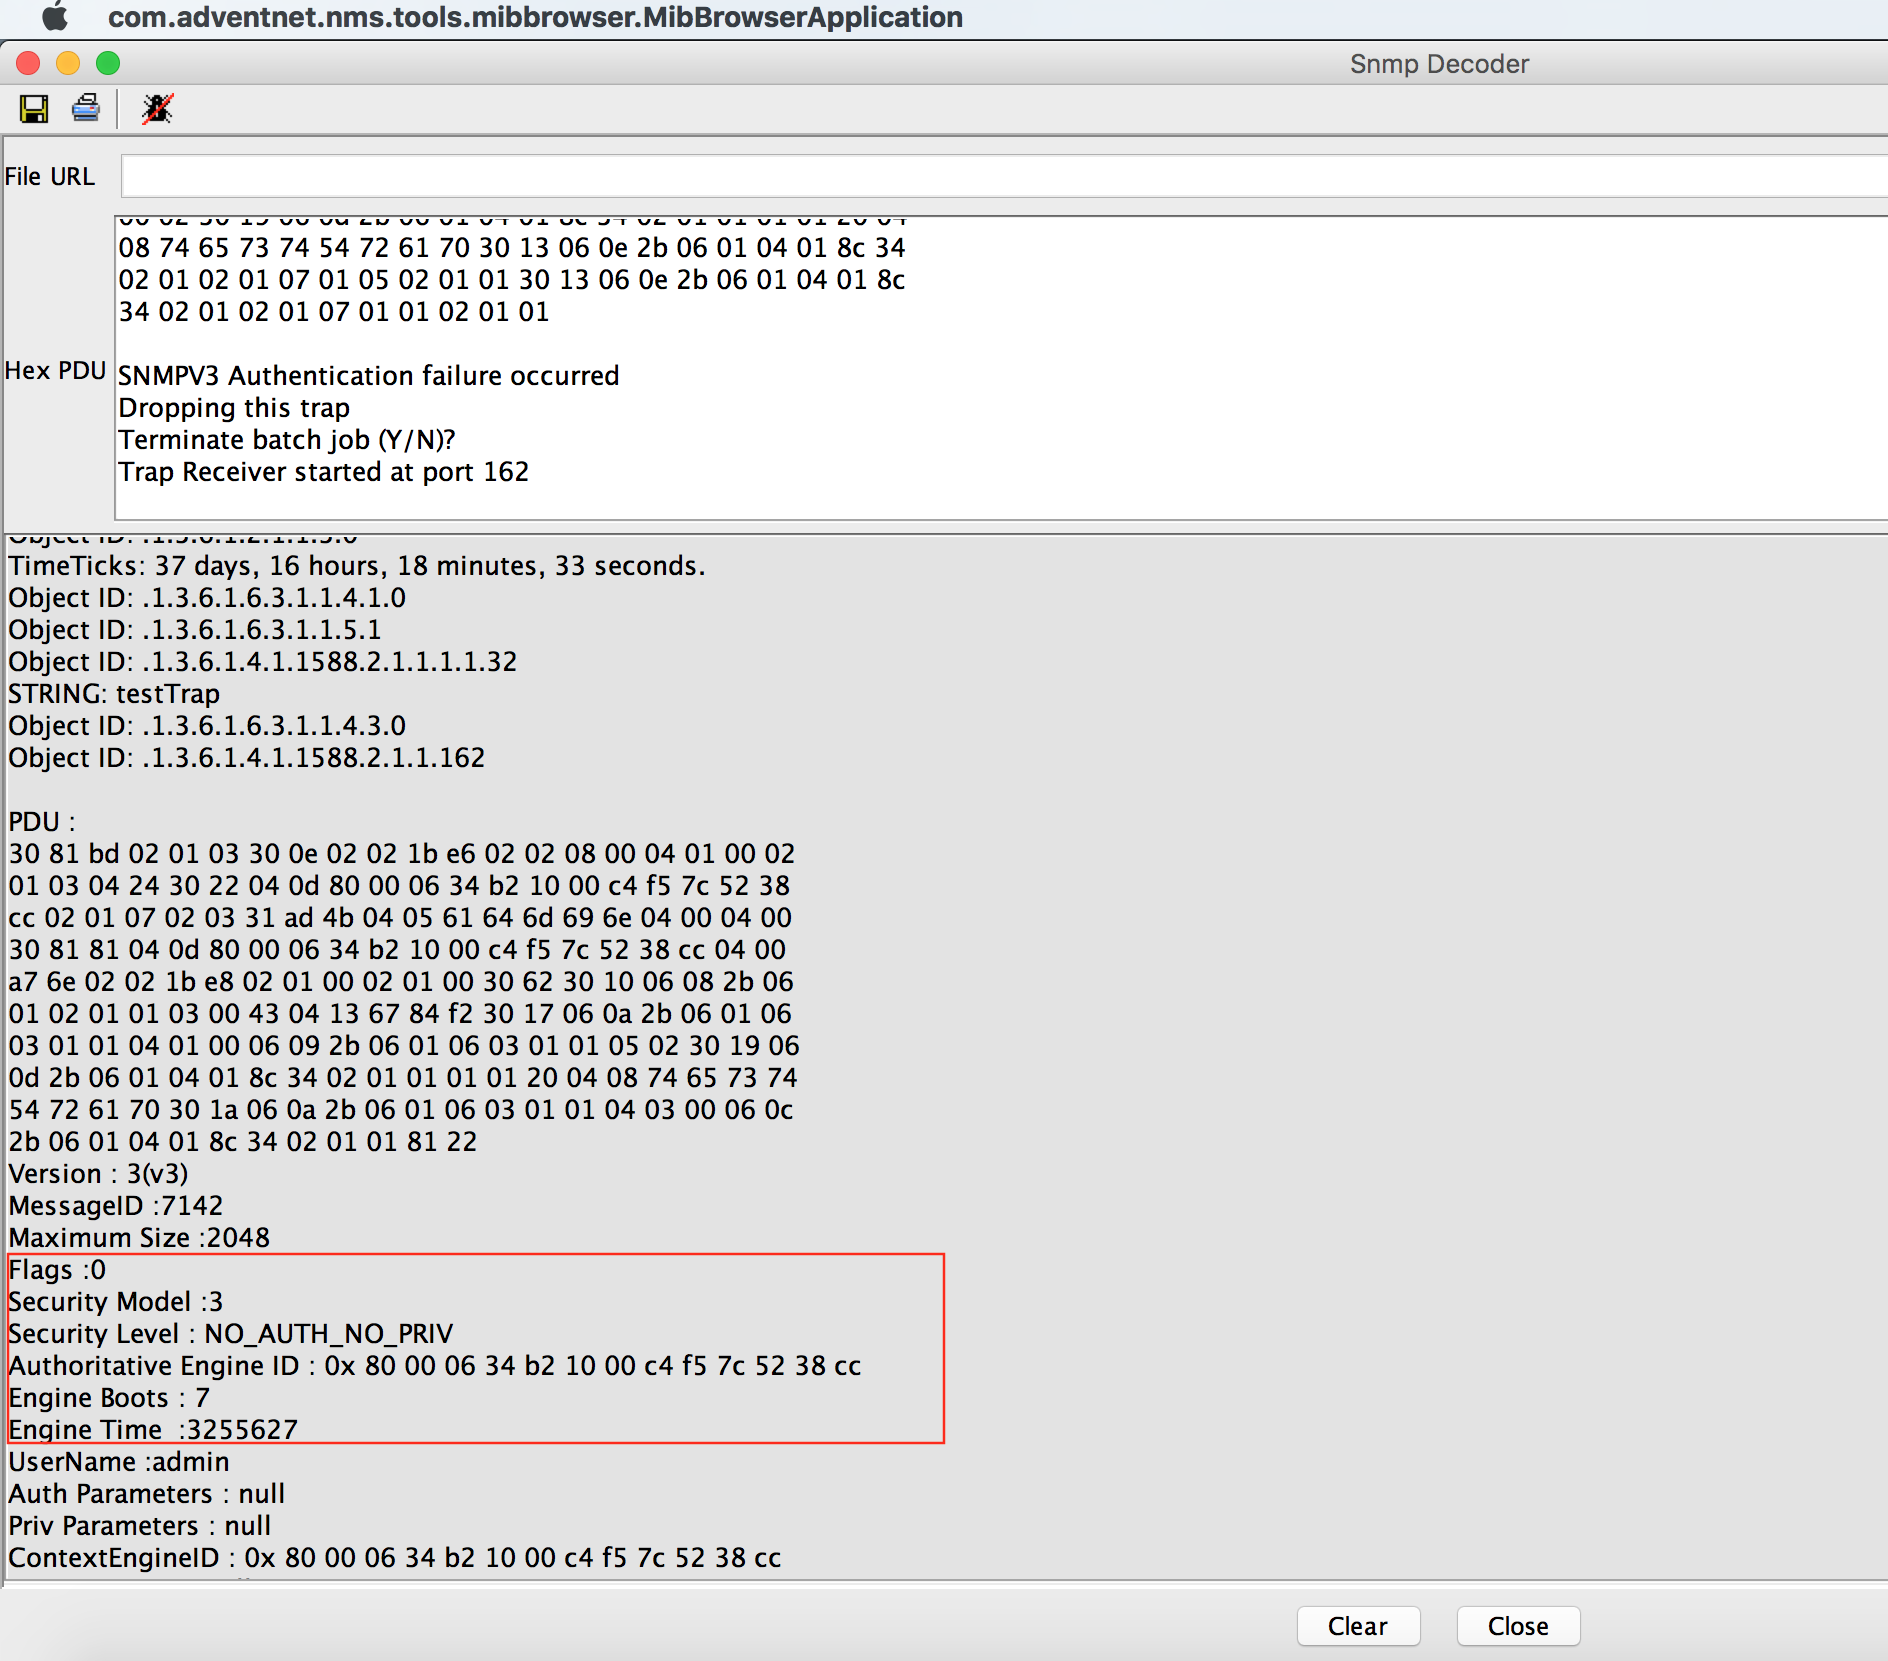 com.adventnet.nms.tools.mibbrowser.MibBrowserApplication
Snmp Decoder
File URL
08 74 65 73 74 54 72 61 70 30 13 06 0e 2b 06 01 04 01 8c 34
02 01 02 01 07 01 05 02 01 01 30 13 06 0e 2b 06 01 04 01 8c
34 02 01 02 01 07 01 01 02 01 01
Hex PDU
SNMPV3 Authentication failure occurred
Dropping this trap
Terminate batch job (Y/N)?
Trap Receiver started at port 162
TimeTicks: 37 days, 16 hours, 18 minutes, 33 seconds.
Object ID: .1.3.6.1.6.3.1.1.4.1.0
Object ID: .1.3.6.1.6.3.1.1.5.1
Object ID: .1.3.6.1.4.1.1588.2.1.1.1.1.32
STRING: testTrap
Object ID: .1.3.6.1.6.3.1.1.4.3.0
Object ID: .1.3.6.1.4.1.1588.2.1.1.162
PDU :
30 81 bd 02 01 03 30 0e 02 02 1b e6 02 02 08 00 04 01 00 02
01 03 04 24 30 22 04 0d 80 00 06 34 b2 10 00 c4 f5 7c 52 38
cc 02 01 07 02 03 31 ad 4b 04 05 61 64 6d 69 6e 04 00 04 00
30 81 81 04 0d 80 00 06 34 b2 10 00 c4 f5 7c 52 38 cc 04 00
a7 6e 02 02 1b e8 02 01 00 02 01 00 30 62 30 10 06 08 2b 06
01 02 01 01 03 00 43 04 13 67 84 f2 30 17 06 0a 2b 06 01 06
03 01 01 04 01 00 06 09 2b 06 01 06 03 01 01 05 02 30 19 06
0d 2b 06 01 04 01 8c 34 02 01 01 01 01 20 04 08 74 65 73 74
54 72 61 70 30 1a 06 0a 2b 06 01 06 03 01 01 04 03 00 06 0c
2b 06 01 04 01 8c 34 02 01 01 81 22
Version : 3(v3)
MessageID :7142
Maximum Size :2048
Flags :0
Security Model :3
Security Level : NO_AUTH_NO_PRIV
Authoritative Engine ID : 0x 80 00 06 34 b2 10 00 c4 f5 7c 52 38 cc
Engine Boots : 7
Engine Time  :3255627
UserName :admin
Auth Parameters : null
Priv Parameters : null
ContextEngineID : 0x 80 00 06 34 b2 10 00 c4 f5 7c 52 38 cc
Clear
Close